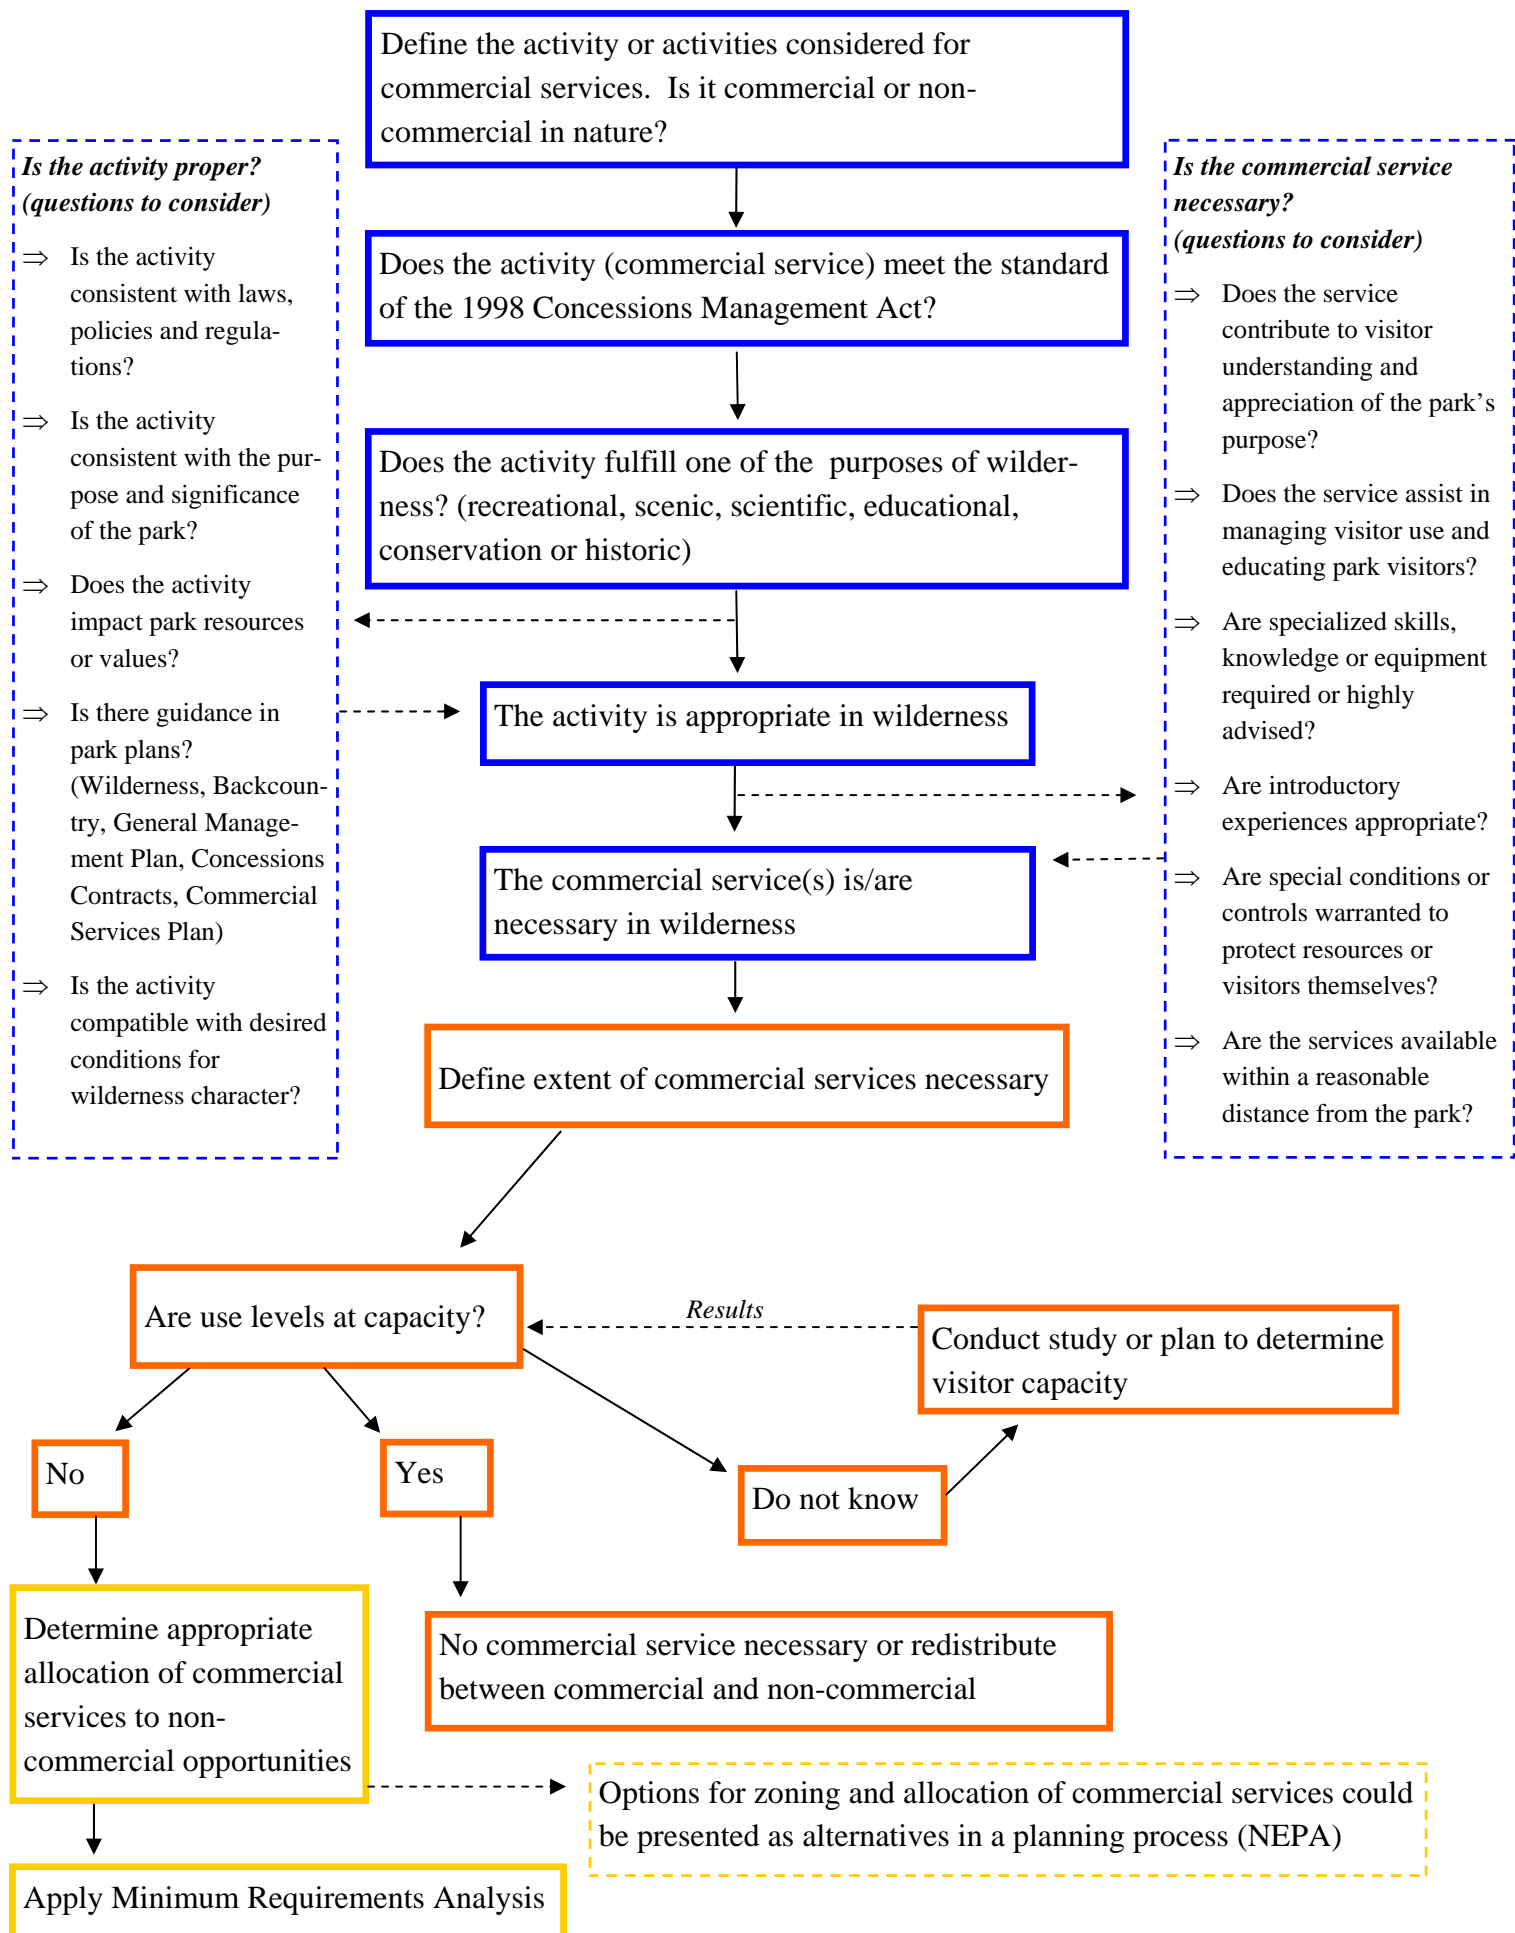 Define the activity or activities considered for
commercial services.  Is it commercial or non-
commercial in nature?
Is the activity proper?
(questions to consider)
⇒ Is the activity
consistent with laws,
policies and regula-
tions?
⇒ Is the activity
consistent with the pur-
pose and significance
of the park?
⇒ Does the activity
impact park resources
or values?
⇒ Is there guidance in
park plans?
(Wilderness, Backcoun-
try, General Manage-
ment Plan, Concessions
Contracts, Commercial
Services Plan)
⇒ Is the activity
compatible with desired
conditions for
wilderness character?
Is the commercial service
necessary?
(questions to consider)
⇒ Does the service
contribute to visitor
understanding and
appreciation of the park’s
purpose?
⇒ Does the service assist in
managing visitor use and
educating park visitors?
⇒ Are specialized skills,
knowledge or equipment
required or highly
advised?
⇒ Are introductory
experiences appropriate?
⇒ Are special conditions or
controls warranted to
protect resources or
visitors themselves?
⇒ Are the services available
within a reasonable
distance from the park?
Does the activity (commercial service) meet the standard
of the 1998 Concessions Management Act?
Does the activity fulfill one of the  purposes of wilder-
ness? (recreational, scenic, scientific, educational,
conservation or historic)
The activity is appropriate in wilderness
The commercial service(s) is/are
necessary in wilderness
Define extent of commercial services necessary
Are use levels at capacity?
Results
Conduct study or plan to determine
visitor capacity
No
Yes
Do not know
Determine appropriate
allocation of commercial
services to non-
commercial opportunities
No commercial service necessary or redistribute
between commercial and non-commercial
Options for zoning and allocation of commercial services could
be presented as alternatives in a planning process (NEPA)
Apply Minimum Requirements Analysis